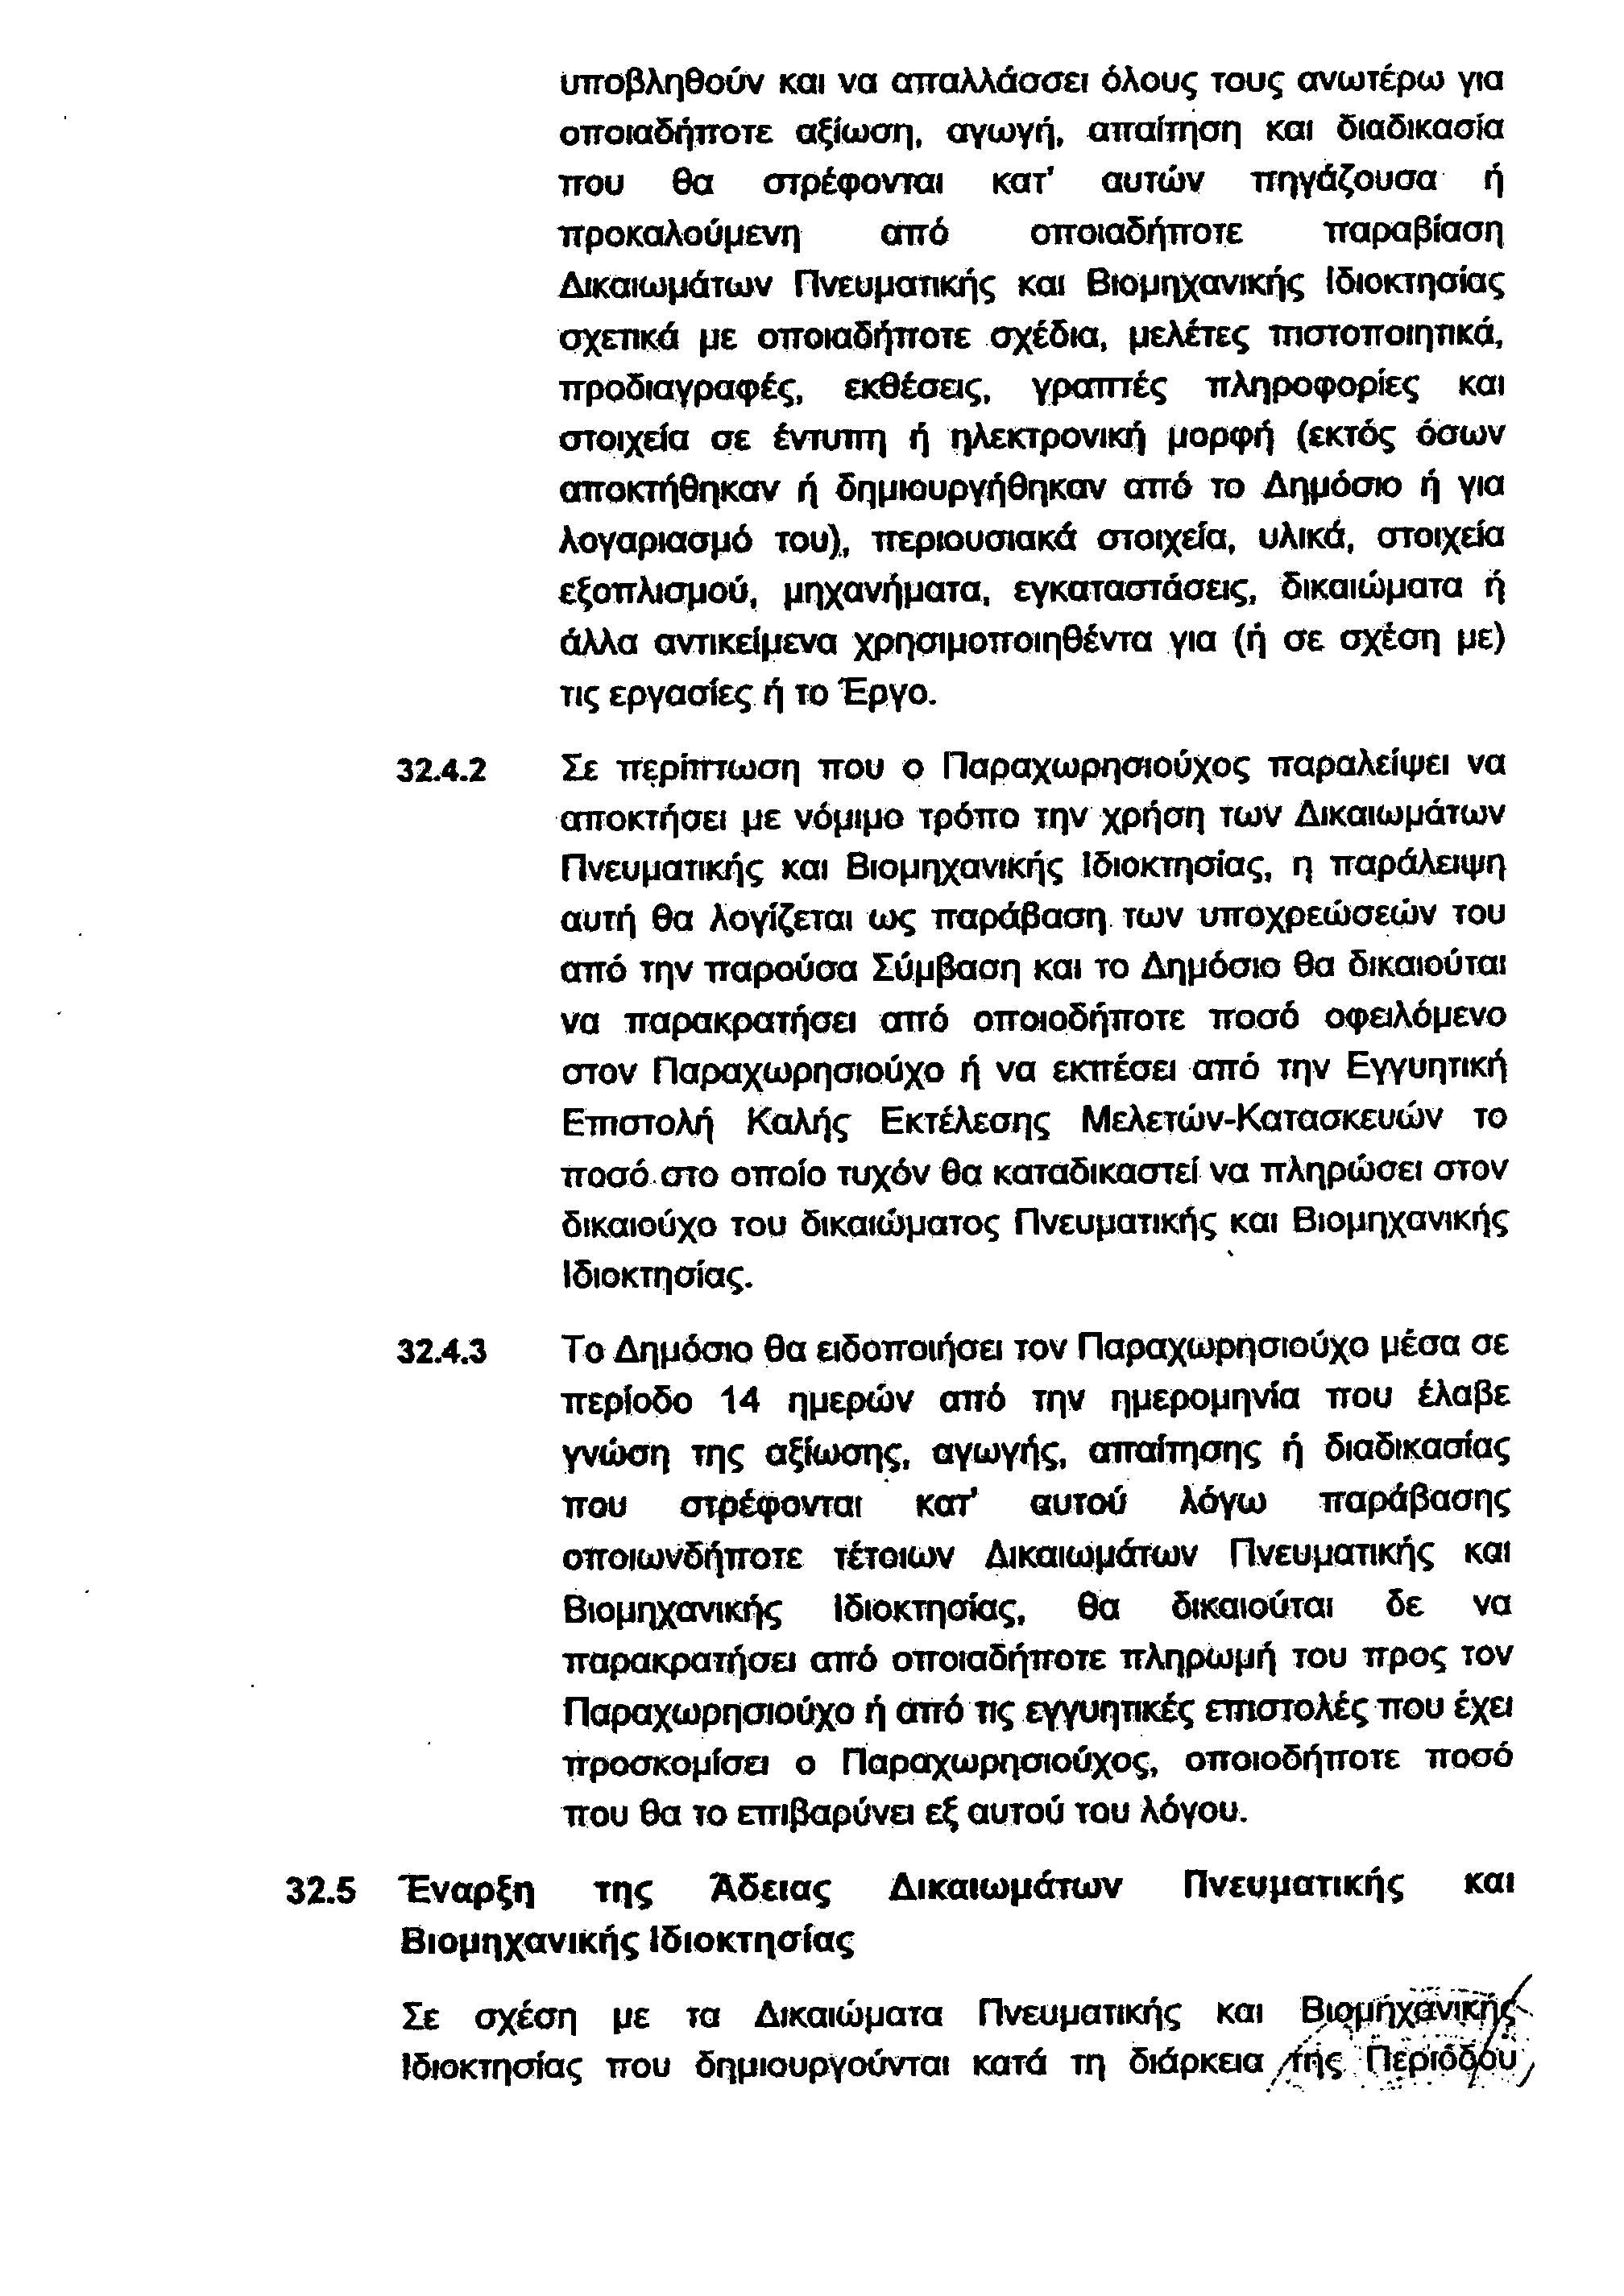 υποβληθούν και να απαλλάσσει όλους τους ανωτέρω για
οποιαδήποτε αξίωση, αγωγή, απαίτηση και διαδικασία
που θα στρέφονται κατ' αυτών πηγάζουσα ή
προκαλούμενη από οποιαδήποτε παραβίαση
Δικαιωμάτων Πνευματικής και Βιομηχανικής Ιδιοκτησίας
σχετικά με οποιαδήποτε σχέδια, μελέτες πιστοποιητικά,
προδιαγραφές, εκθέσεις, γραπτές πληροφορίες και
στοιχεία σε έντυπη ή ηλεκτρονική μορφή (εκτός όσων
αποκτήθηκαν ή δημιουργήθηκαν από το Δημόσιο ή για
λογαριασμό του), περιουσιακά στοιχεία, υλικά, στοιχεία
εξοπλισμού, μηχανήματα, εγκαταστάσεις, δικαιώματα ή
άλλα αντικείμενα χρησιμοποιηθέντα για (ή σε σχέση με)
τις εργασίες ή το Έργο.
32.4.2 Σε περίπτωση που ο Παραχωρησιούχος παραλείψει να
αποκτήσει με νόμιμο τρόπο την χρήση των Δικαιωμάτων
Πνευματικής και Βιομηχανικής Ιδιοκτησίας, η παράλειψη
αυτή θα λογίζεται ως παράβαση των υποχρεώσεών του
από την παρούσα Σύμβαση και το Δημόσιο θα δικαιούται
να παρακρατήσει από οποιοδήποτε ποσό οφειλόμενο
στον Παραχωρησιούχο ή να εκπέσει από την Εγγυητική
Επιστολή Καλής Εκτέλεσης Μελετών-Κατασκευών το
ποσό στο οποίο τυχόν θα καταδικαστεί να πληρώσει στον
δικαιούχο του δικαιώματος Πνευματικής και Βιομηχανικής
Ιδιοκτησίας.
32.4.3 Το Δημόσιο θα ειδοποιήσει τον Παραχωρησιούχο μέσα σε
περίοδο 14 ημερών από την ημερομηνία που έλαβε
γνώση της αξίωσης, αγωγής, απαίτησης ή διαδικασίας
που στρέφονται κατ' αυτού λόγω παράβασης
οποιωνδήποτε τέτοιων Δικαιωμάτων Πνευματικής και
Βιομηχανικής Ιδιοκτησίας, θα δικαιούται δε να
παρακρατήσει από οποιαδήποτε πληρωμή του προς τον
Παραχωρησιούχο ή από τις εγγυητικές επιστολές που έχει
προσκομίσει ο Παραχωρησιούχος, οποιοδήποτε ποσό
που θα το επιβαρύνει εξ αυτού του λόγου.
32.5 Έναρξη της Άδειας Δικαιωμάτων Πνευματικής και
Βιομηχανικής Ιδιοκτησίας
Σε σχέση με τα Δικαιώματα Πνευματικής και Βιομηχανικής
Ιδιοκτησίας που δημιουργούνται κατά τη διάρκεια της Περιόδου